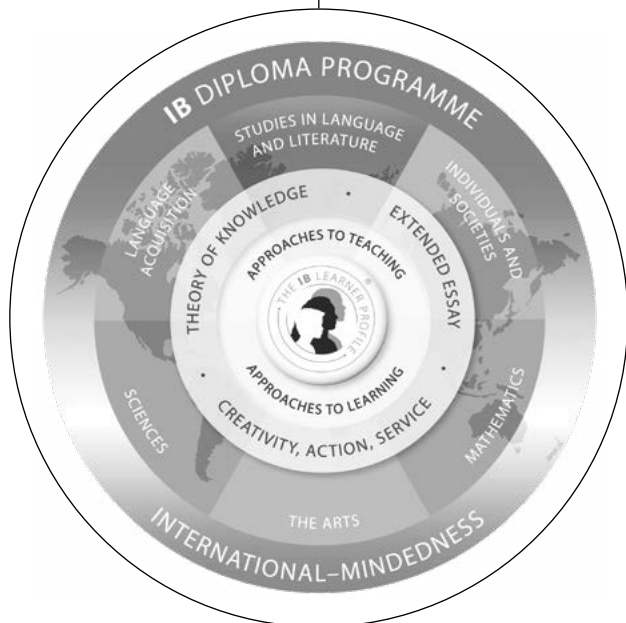 IB DIPLOMA PROGRAMME
STUDIES IN LANGUAGE
AND LITERATURE
LANGUAGE
ACQUISITION
INDIVIDUALS AND
SOCIETIES
THEORY OF KNOWLEDGE
·
EXTENDED ESSAY
APPROACHES TO TEACHING
THE IB LEARNER PROFILE
®
APPROACHES TO LEARNING
·
CREATIVITY, ACTION, SERVICE
·
SCIENCES
MATHEMATICS
THE ARTS
INTERNATIONAL–MINDEDNESS